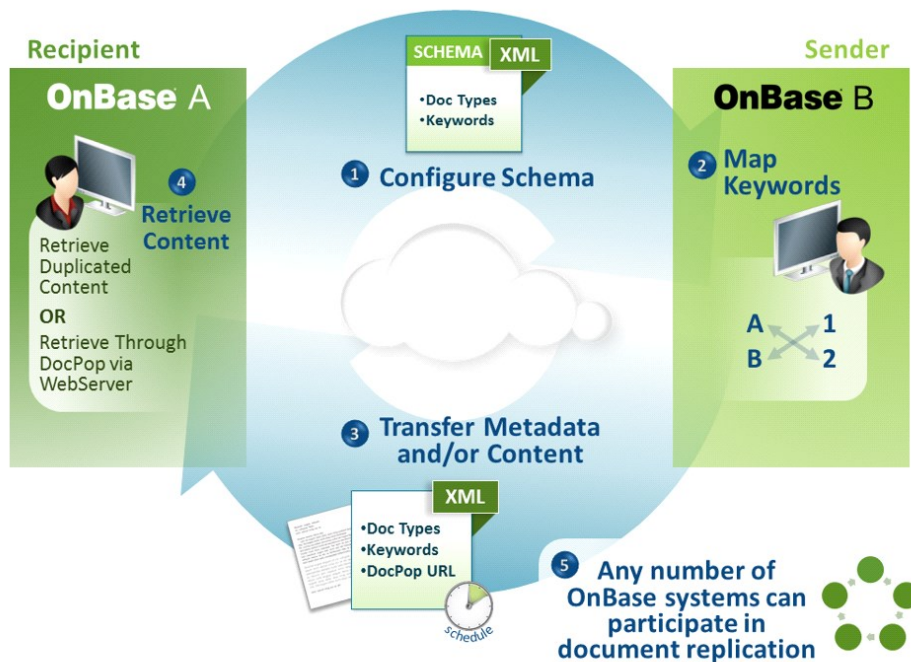 Recipient
OnBase® A
4
Retrieve
Content
Retrieve
Duplicated
Content
OR
Retrieve Through
DocPop via
WebServer
SCHEMA XML
•Doc Types
•Keywords
1 Configure Schema
Sender
OnBase® B
2 Map
Keywords
A 1
B 2
3 Transfer Metadata
and/or Content
XML
•Doc Types
•Keywords
•DocPop URL
schedule
5 Any number of
OnBase systems can
participate in
document replication